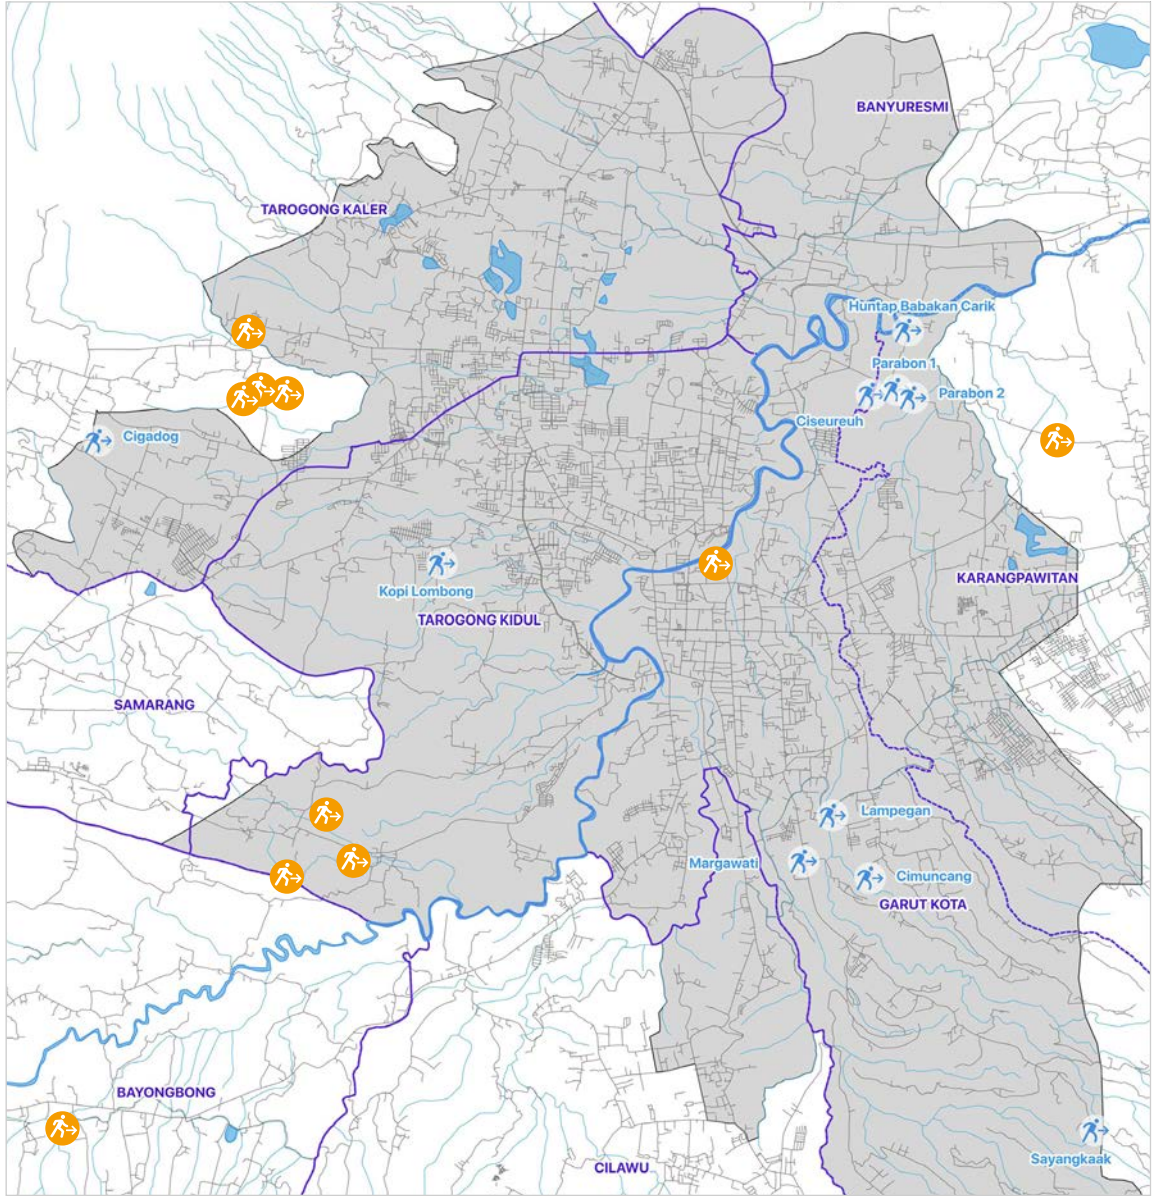 BANYURESMI
TAROGONG KALER
Huntap Babakan Carik
Parabon 1
Parabon 2
Ciseureuh
Cigadog
KARANGPAWITAN
Kopi Lombong
TAROGONG KIDUL
SAMARANG
Lampegan
Margawati
Cimuncang
GARUT KOTA
BAYONGBONG
Sayangkaak
CILAWU